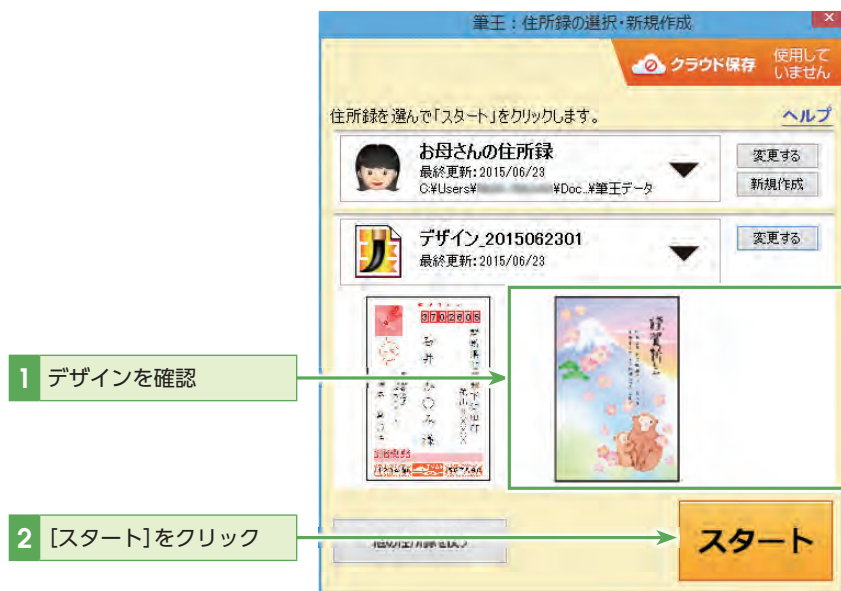 筆王：住所録の選択・新規作成
クラウド保存
使用して
いません
住所録を選んで「スタート」をクリックします。
ヘルプ
お母さんの住所録
最終更新：2015/06/23
C:¥Users¥ ¥Doc..¥筆王データ
変更する
新規作成
デザイン_2015062301
最終更新：2015/06/23
変更する
3702605
謹賀新年
1 デザインを確認
2 ［スタート］をクリック
スタート